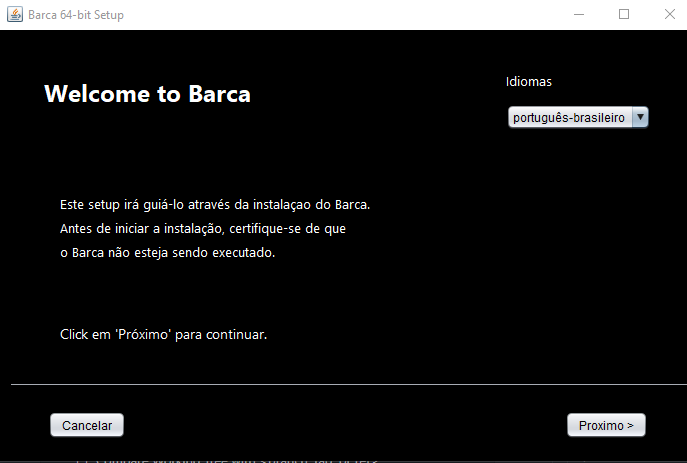 Barca 64-bit Setup
Welcome to Barca
Idiomas
português-brasileiro
Este setup irá guiá-lo através da instalaçao do Barca.
Antes de iniciar a instalação, certifique-se de que
o Barca não esteja sendo executado.
Click em 'Próximo' para continuar.
Cancelar
Proximo >